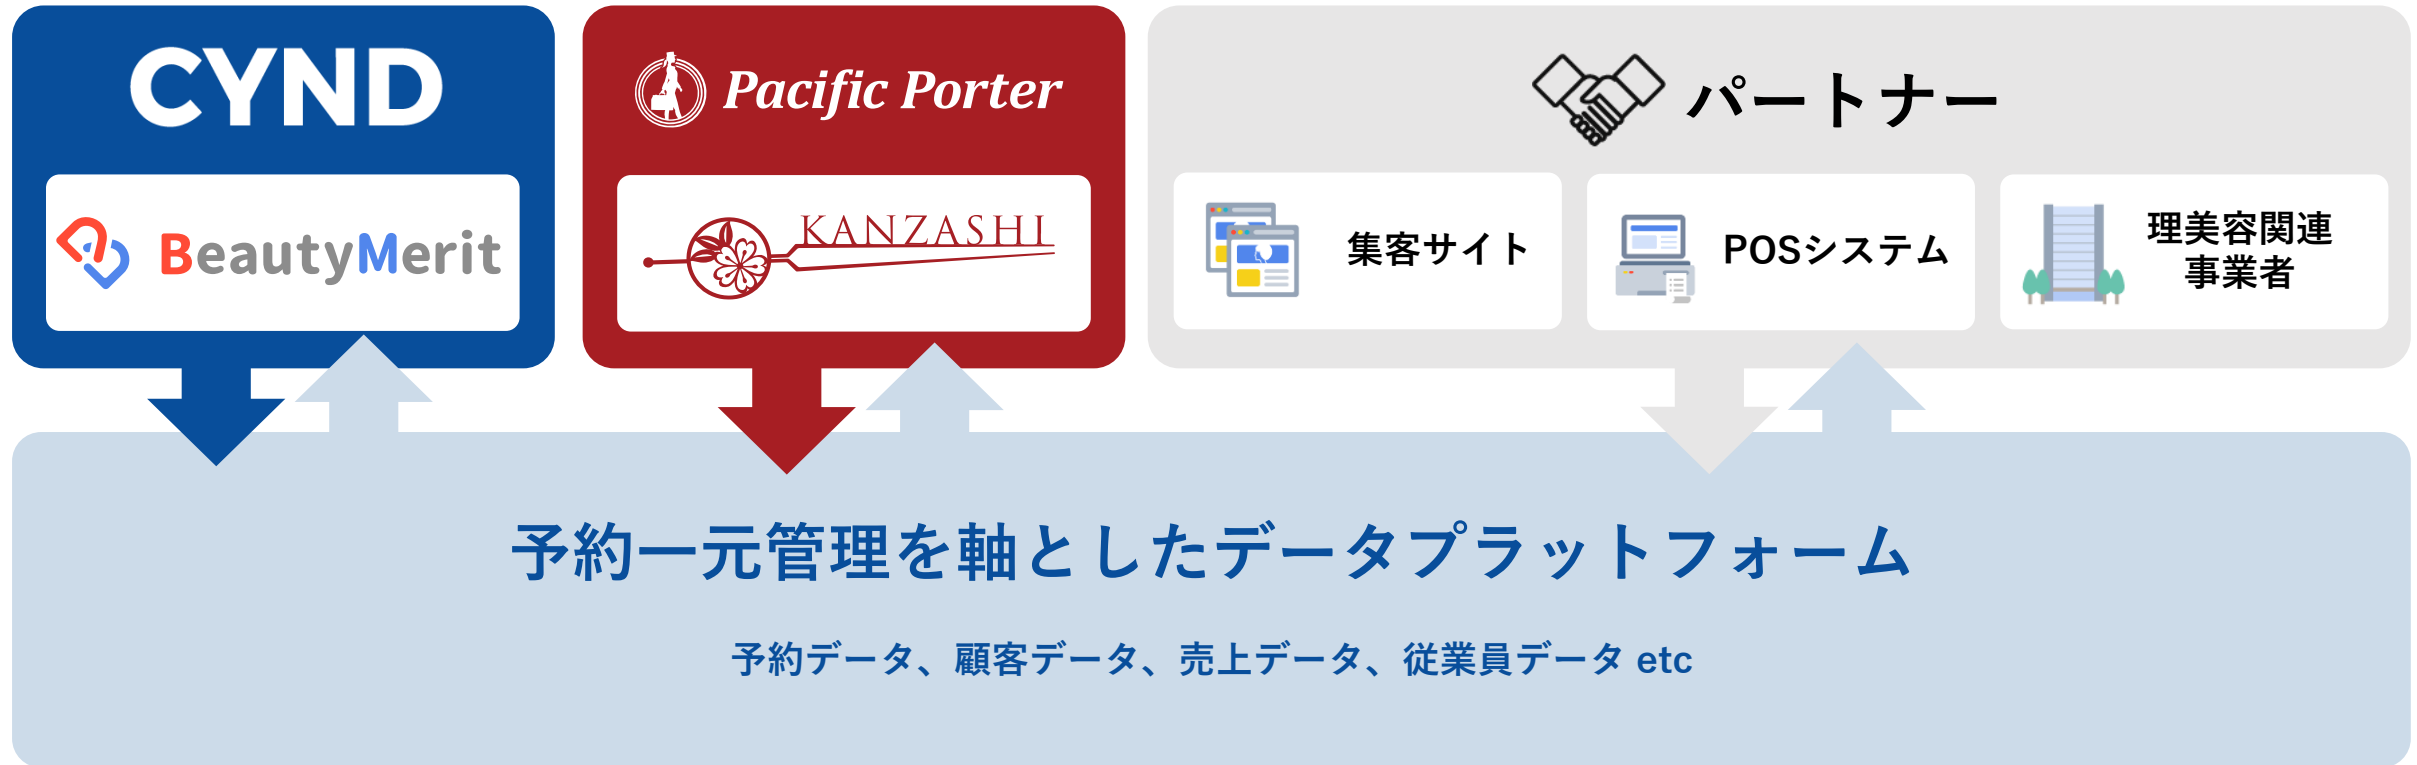 CYND
BeautyMerit
Pacific Porter
KANZASHI
パートナー
集客サイト
POSシステム
理美容関連
事業者
予約一元管理を軸としたデータプラットフォーム
予約データ、顧客データ、売上データ、従業員データ etc